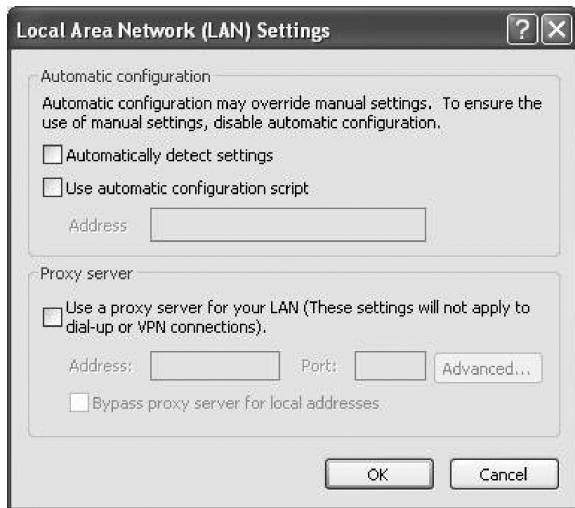 Local Area Network (LAN) Settings
Automatic configuration
Automatic configuration may override manual settings. To ensure the
use of manual settings, disable automatic configuration.
Automatically detect settings
Use automatic configuration script
Address
Proxy server
Use a proxy server for your LAN (These settings will not apply to
dial-up or VPN connections).
Address: Port: Advanced...
Bypass proxy server for local addresses
OK Cancel